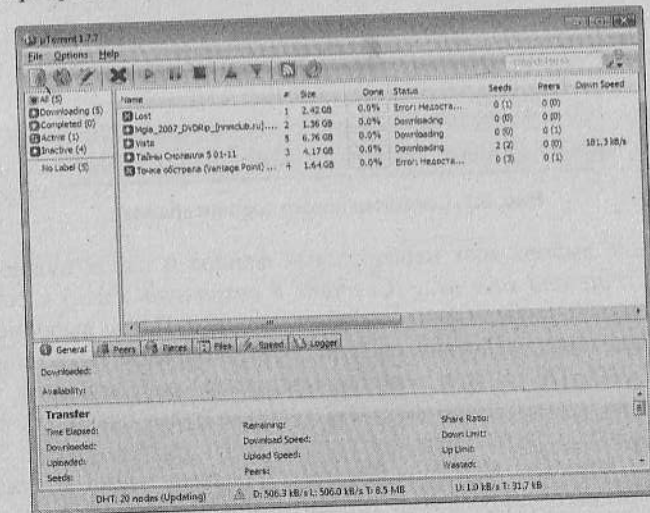 µTorrent 1.7.7
File Options Help
All (5)
Downloading (5)
Completed (0)
Active (1)
Inactive (4)
No Label (5)
Name # Size Done Status Seeds Peers Down Speed
Lost 1 2.42 GB 0.0% Error: Недоста... 0 (1) 0 (0)
Mgla_2007_DVDRip_[nnmclub.ru].... 2 1.36 GB 0.0% Downloading 0 (0) 0 (0)
Vista 5 6.76 GB 0.0% Downloading 0 (0) 0 (1)
Тайны Смолвиля 5 01-11 3 4.17 GB 0.0% Downloading 2 (2) 0 (0) 181.3 kB/s
Точка обстрела (Vantage Point) ... 4 1.64 GB 0.0% Error: Недоста... 0 (3) 0 (1)
General Peers Pieces Files Speed Logger
Downloaded:
Availability:
Transfer
Time Elapsed: Remaining: Share Ratio:
Downloaded: Download Speed: Down Limit:
Uploaded: Upload Speed: Up Limit:
Seeds: Peers: Wasted:
DHT: 20 nodes (Updating) D: 506.3 kB/s L: 506.0 kB/s T: 8.5 MB U: 1.0 kB/s T: 31.7 kB